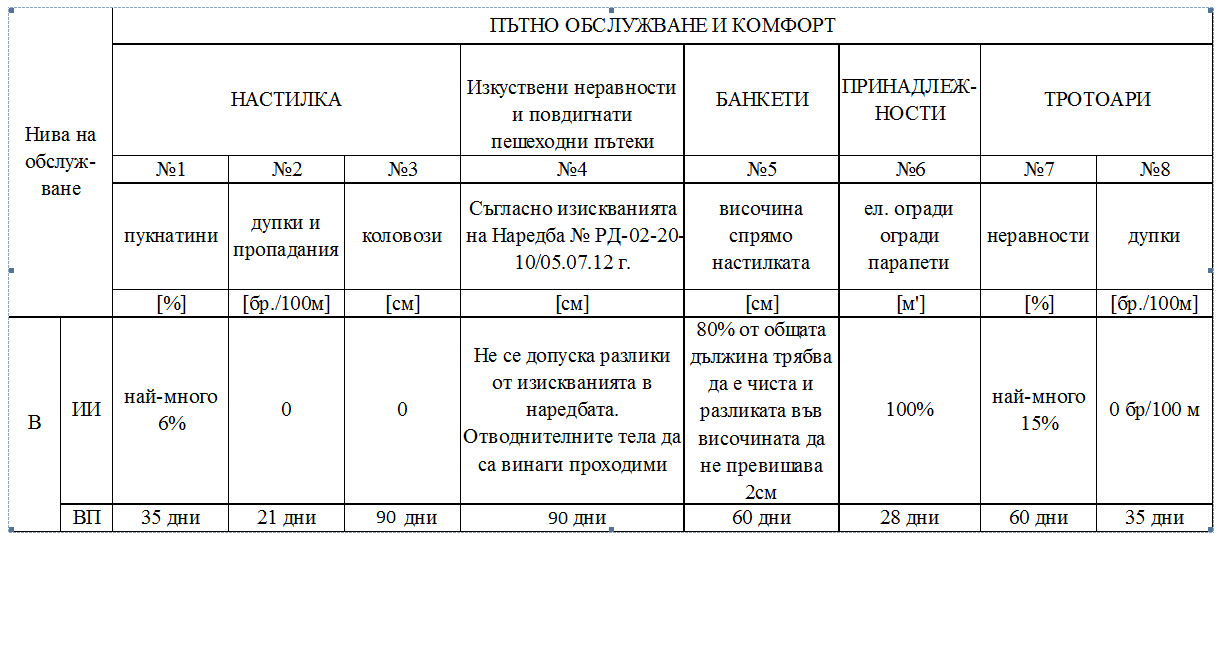 ПЪТНО ОБСЛУЖВАНЕ И КОМФОРТ
Нива на
обслуж-
ване
НАСТИЛКА
Изкуствени неравности
и повдигнати
пешеходни пътеки
БАНКЕТИ
ПРИНАДЛЕЖ-
НОСТИ
ТРОТОАРИ
№1
№2
№3
№4
№5
№6
№7
№8
пукнатини
дупки и
пропадания
коловози
Съгласно изискванията
на Наредба № РД-02-20-
10/05.07.12 г.
височина
спрямо
настилката
ел. огради
огради
парапети
неравности
дупки
[%]
[бр./100м]
[см]
[см]
[см]
[м']
[%]
[бр./100м]
В
ИИ
най-много
6%
0
0
Не се допуска разлики
от изискванията в
наредбата.
Отводнителните тела да
са винаги проходими
80% от общата
дължина трябва
да е чиста и
разликата във
височината да
не превишава
2см
100%
най-много
15%
0 бр/100 м
ВП
35 дни
21 дни
90 дни
90 дни
60 дни
28 дни
60 дни
35 дни